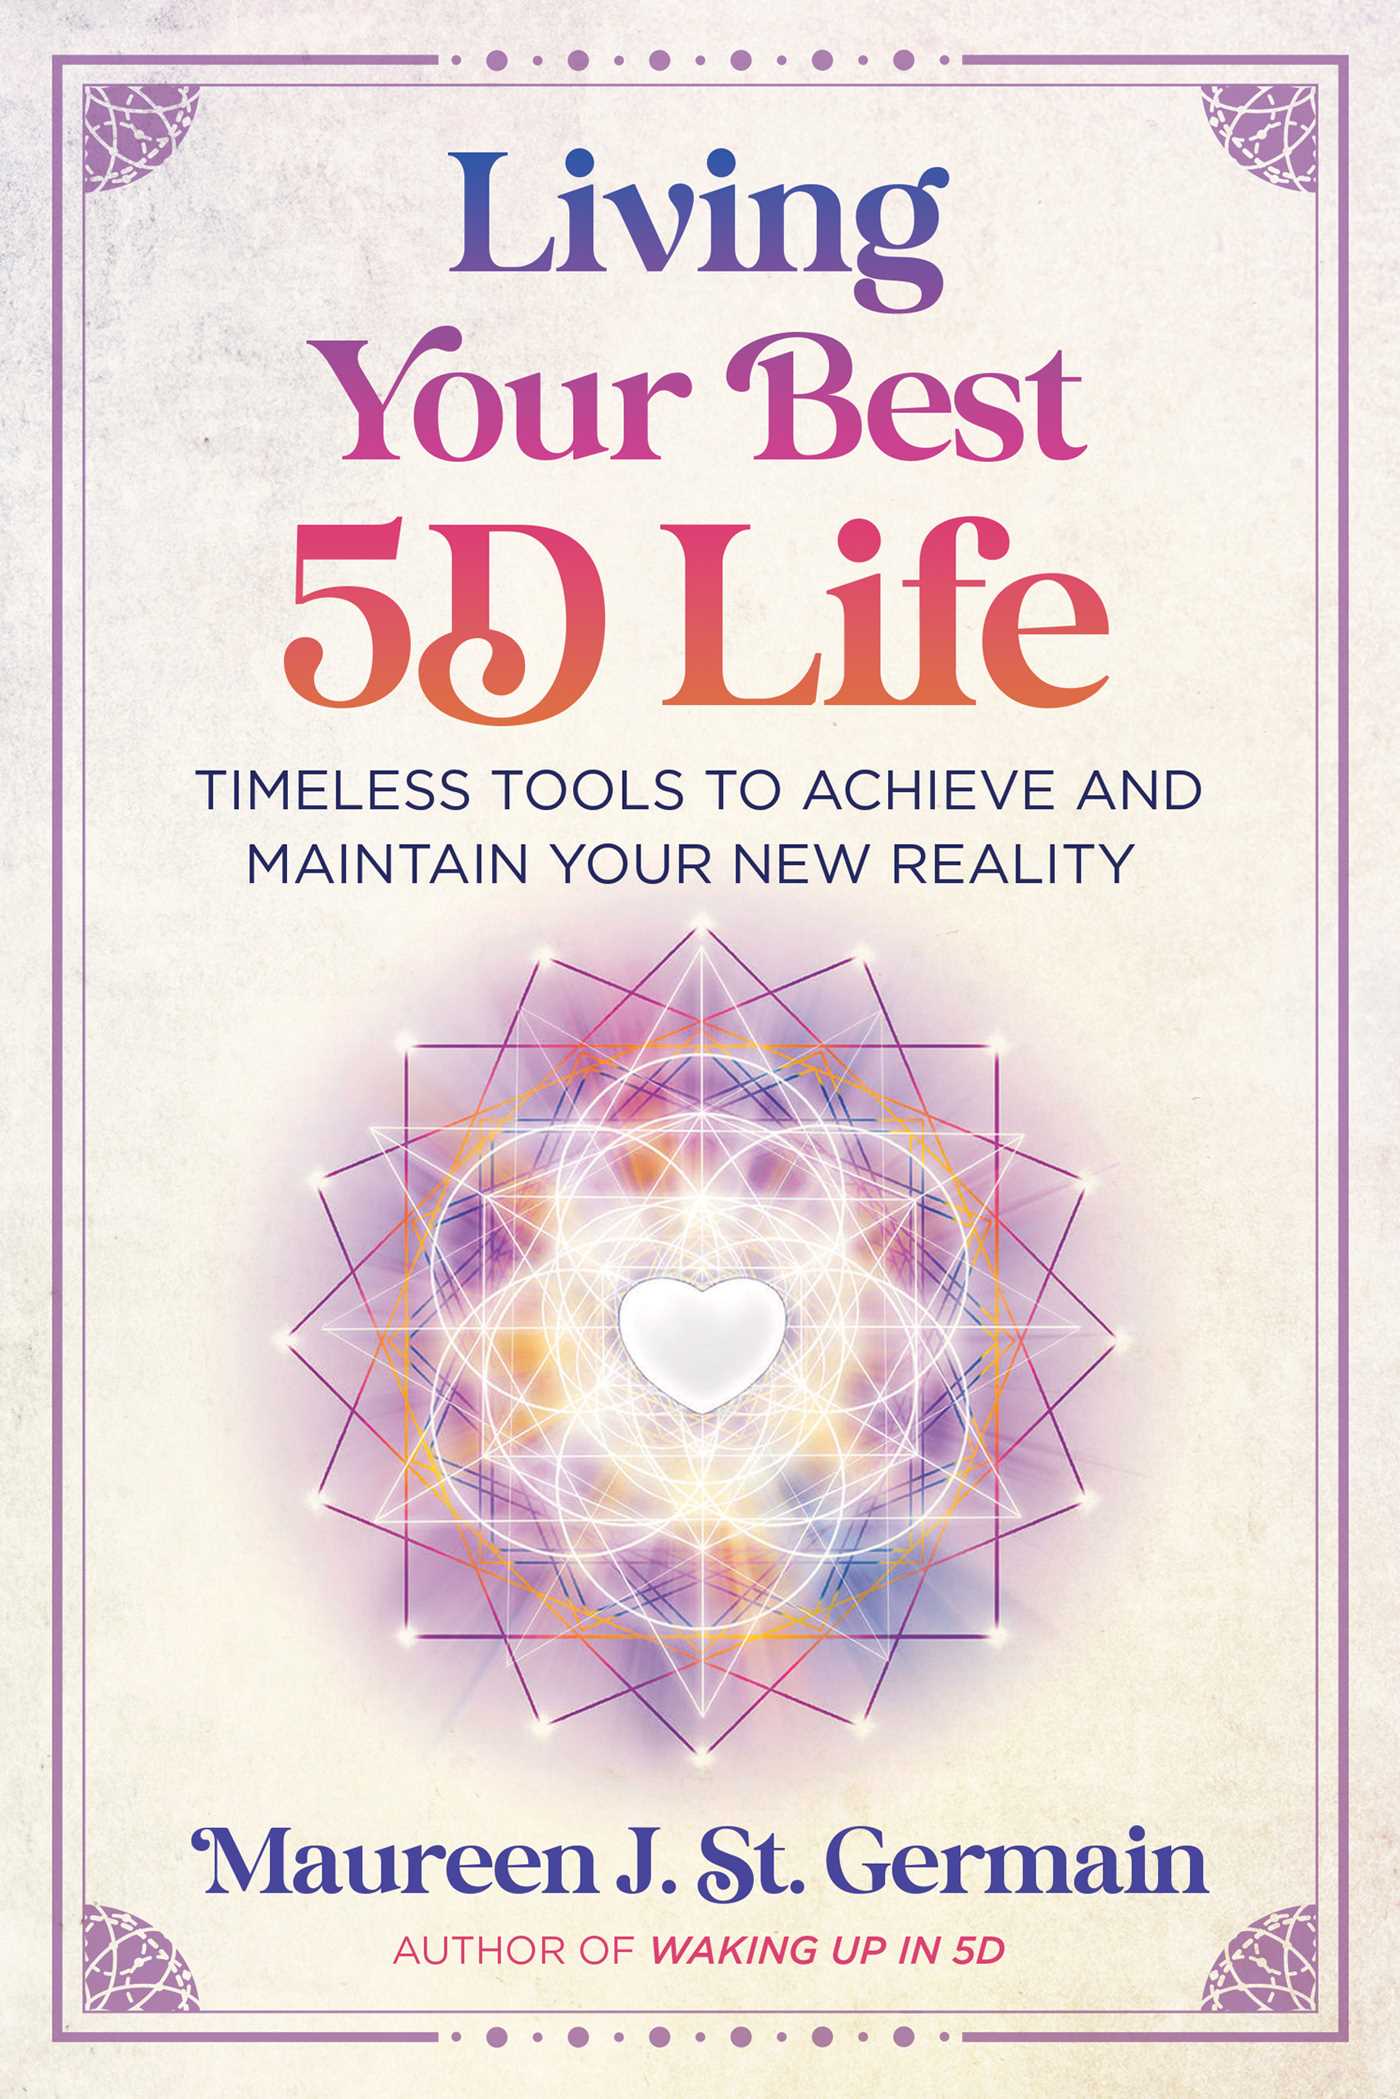 Living
Your Best
5D Life
TIMELESS TOOLS TO ACHIEVE AND
MAINTAIN YOUR NEW REALITY
Maureen J. St. Germain
AUTHOR OF WAKING UP IN 5D